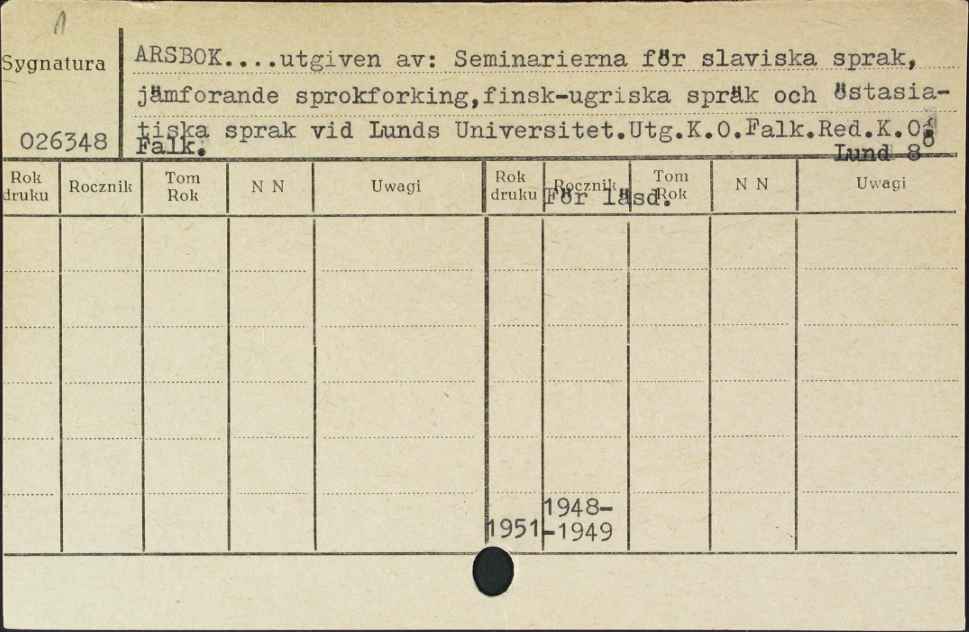 Sygnatura
026348
ARSBOK....utgiven av: Seminarierna för slaviska sprak,
jämforande sprokforking,finsk-ugriska språk och östasia-
tiska sprak vid Lunds Universitet.Utg.K.O.Falk.Red.K.O.
Falk.
Lund 8°
Rok druku Rocznik Tom Rok N N Uwagi Rok druku Rocznik Tom Rok N N Uwagi
För läsd.
1948-
1951 -1949